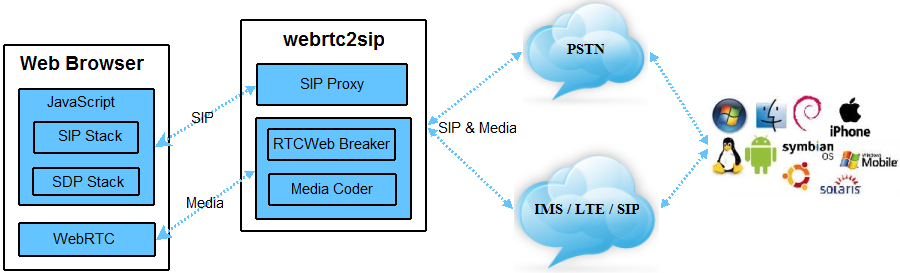 Web Browser
JavaScript
SIP Stack
SDP Stack
WebRTC
SIP
Media
webrtc2sip
SIP Proxy
RTCWeb Breaker
Media Coder
SIP & Media
PSTN
IMS / LTE / SIP
iPhone
symbian
OS
Windows
Mobile
solaris